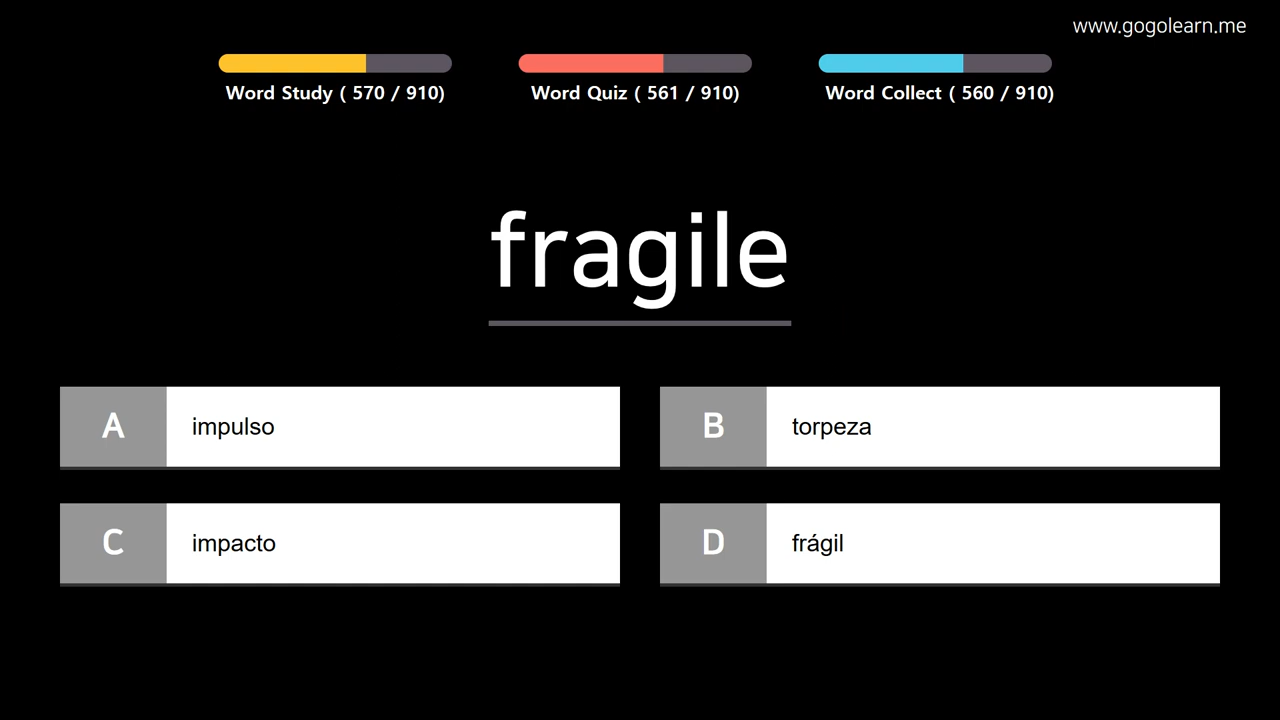 www.gogolearn.me
Word Study ( 570 / 910)
Word Quiz ( 561 / 910)
Word Collect ( 560 / 910)
fragile
A impulso
B torpeza
C impacto
D frágil